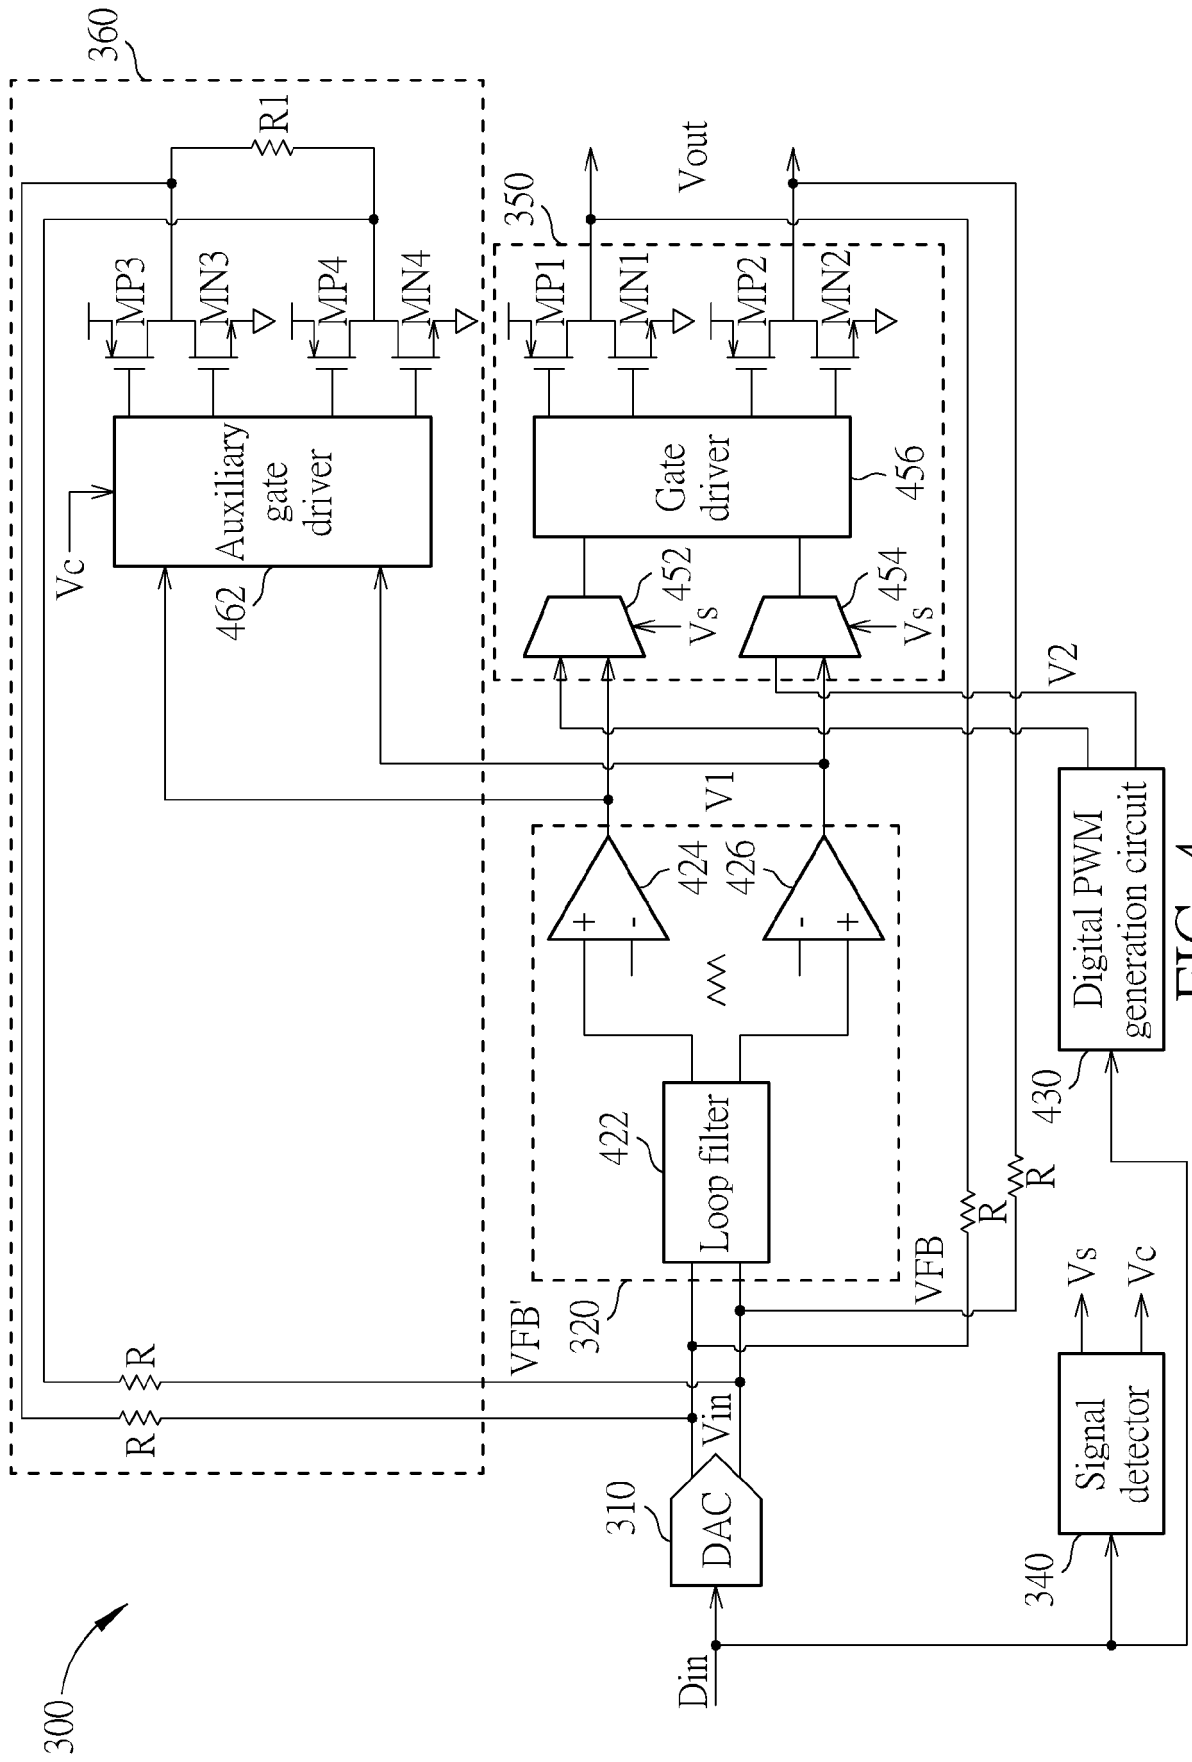 300
360
Vc
462
Auxiliary
gate
driver
MP3
MN3
MP4
MN4
R1
R
R
VFB'
350
452
Vs
454
Vs
Gate
driver
456
MP1
MN1
MP2
MN2
Vout
320
422
Loop filter
424
426
+
-
-
+
V1
V2
VFB
R
R
Din
310
DAC
Vin
340
Signal
detector
Vs
Vc
430
Digital PWM
generation circuit